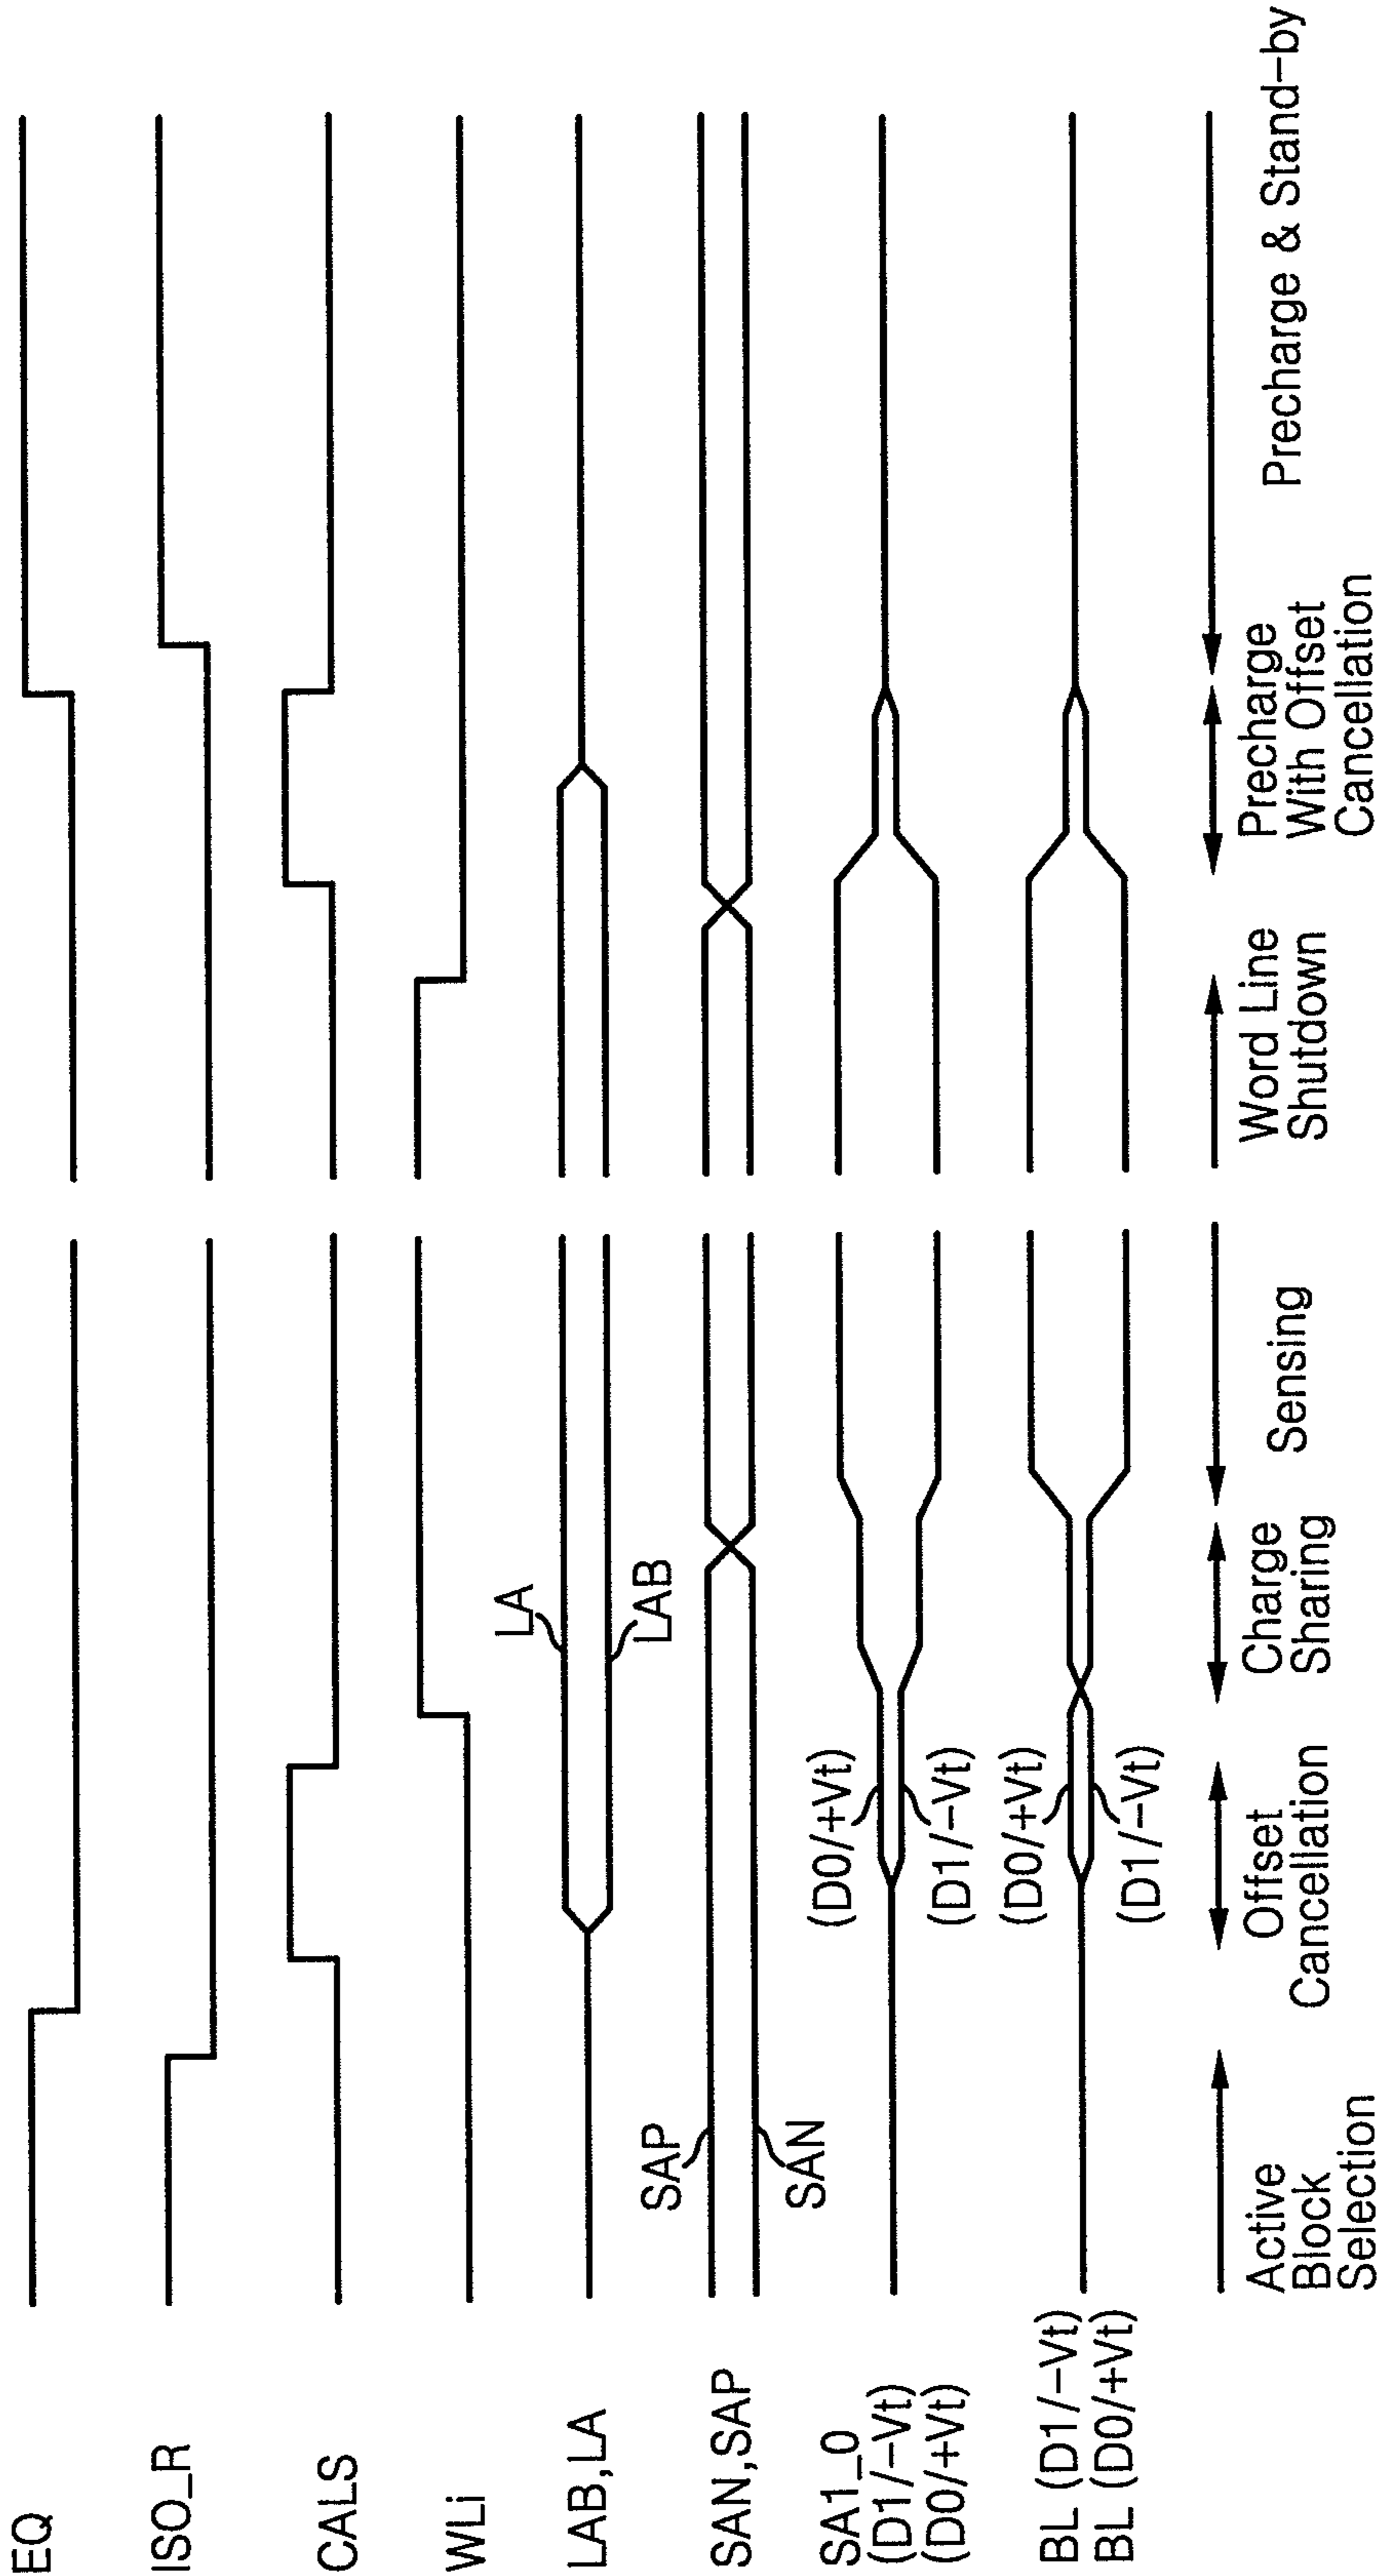 EQ
ISO_R
CALS
WLi
LAB,LA
LA
LAB
SAN,SAP
SAP
SAN
SA1_0
(D1/−Vt)
(D0/+Vt)
(D0/+Vt)
(D1/−Vt)
BL (D1/−Vt)
BL (D0/+Vt)
(D0/+Vt)
(D1/−Vt)
Active
Block
Selection
Offset
Cancellation
Charge
Sharing
Sensing
Word Line
Shutdown
Precharge
With Offset
Cancellation
Precharge & Stand−by